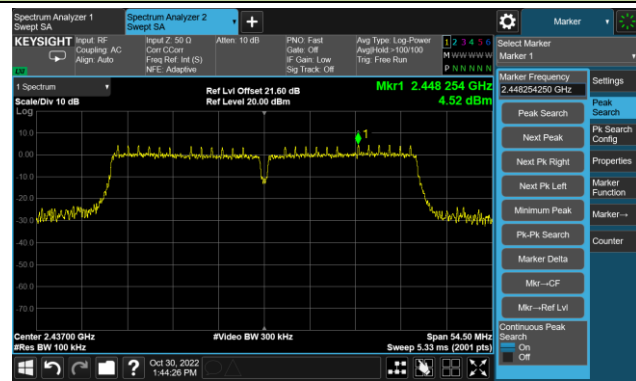 Spectrum Analyzer 1
Swept SA
Spectrum Analyzer 2
Swept SA
Marker
KEYSIGHT
Input: RF
Coupling: AC
Align: Auto
Input Z: 50 Ω
Corr CCorr
Freq Ref: Int (S)
NFE: Adaptive
Atten: 10 dB
PNO: Fast
Gate: Off
IF Gain: Low
Sig Track: Off
Avg Type: Log-Power
Avg|Hold:>100/100
Trig: Free Run
1 2 3 4 5 6
M W W W W W
P N N N N N
Select Marker
Marker 1
1 Spectrum
Scale/Div 10 dB
Log
Ref Lvl Offset 21.60 dB
Ref Level 20.00 dBm
Mkr1 2.448 254 GHz
4.52 dBm
10.0
0.00
-10.0
-20.0
-30.0
-40.0
-50.0
-60.0
-70.0
1
Center 2.43700 GHz
#Res BW 100 kHz
#Video BW 300 kHz
Span 54.50 MHz
Sweep 5.33 ms (2001 pts)
Marker Frequency
2.448254250 GHz
Peak Search
Next Peak
Next Pk Right
Next Pk Left
Minimum Peak
Pk-Pk Search
Marker Delta
Mkr→CF
Mkr→Ref Lvl
Continuous Peak
Search
On
Off
Settings
Peak
Search
Pk Search
Config
Properties
Marker
Function
Marker→
Counter
?
Oct 30, 2022
1:44:26 PM